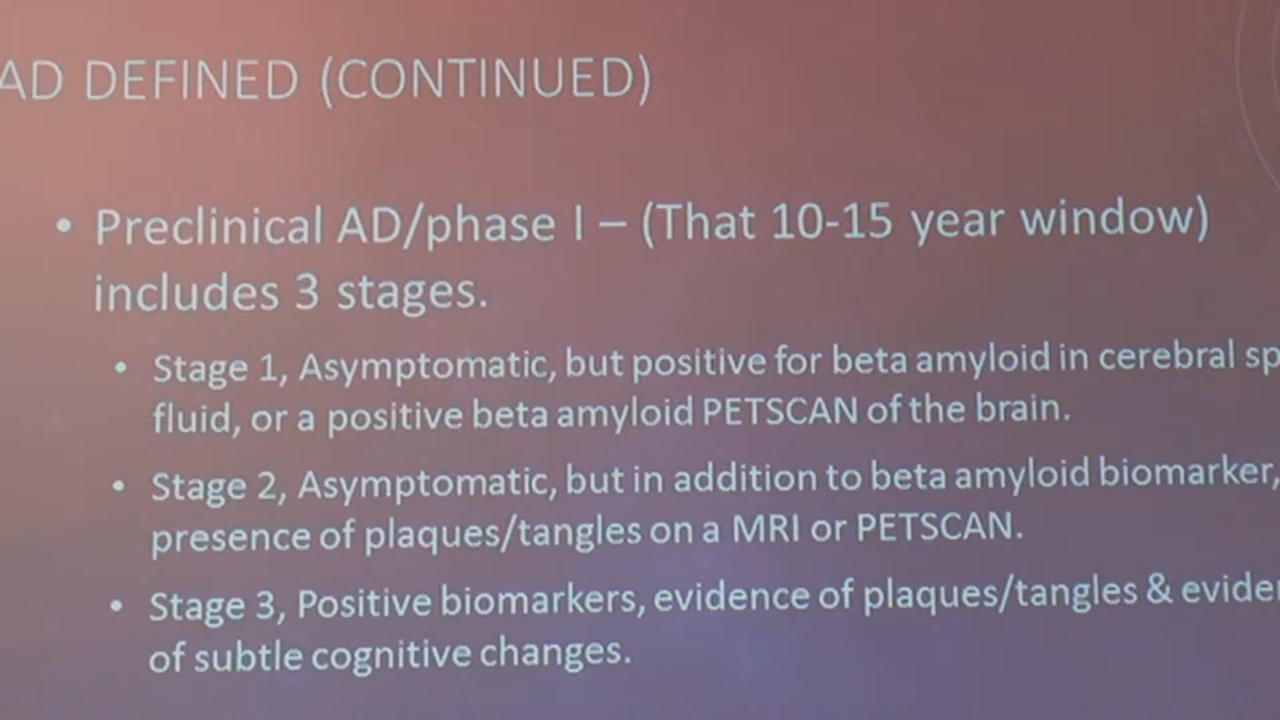 AD DEFINED (CONTINUED)
• Preclinical AD/phase I – (That 10-15 year window)
includes 3 stages.
• Stage 1, Asymptomatic, but positive for beta amyloid in cerebral sp
fluid, or a positive beta amyloid PETSCAN of the brain.
• Stage 2, Asymptomatic, but in addition to beta amyloid biomarker,
presence of plaques/tangles on a MRI or PETSCAN.
• Stage 3, Positive biomarkers, evidence of plaques/tangles & eviden
of subtle cognitive changes.